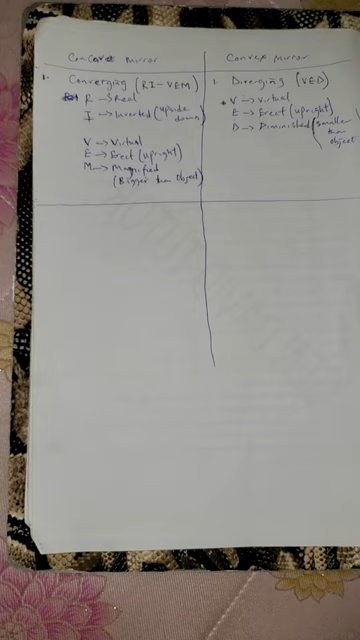 Concave mirror
Convex mirror
1. Converging (RI-VEM)
R → Real
I → Inverted (upside down)
V → Virtual
E → Erect (upright)
M → Magnified
(Bigger than object)
1. Diverging (VED)
V → Virtual
E → Erect (upright)
D → Diminished (smaller
than
object)